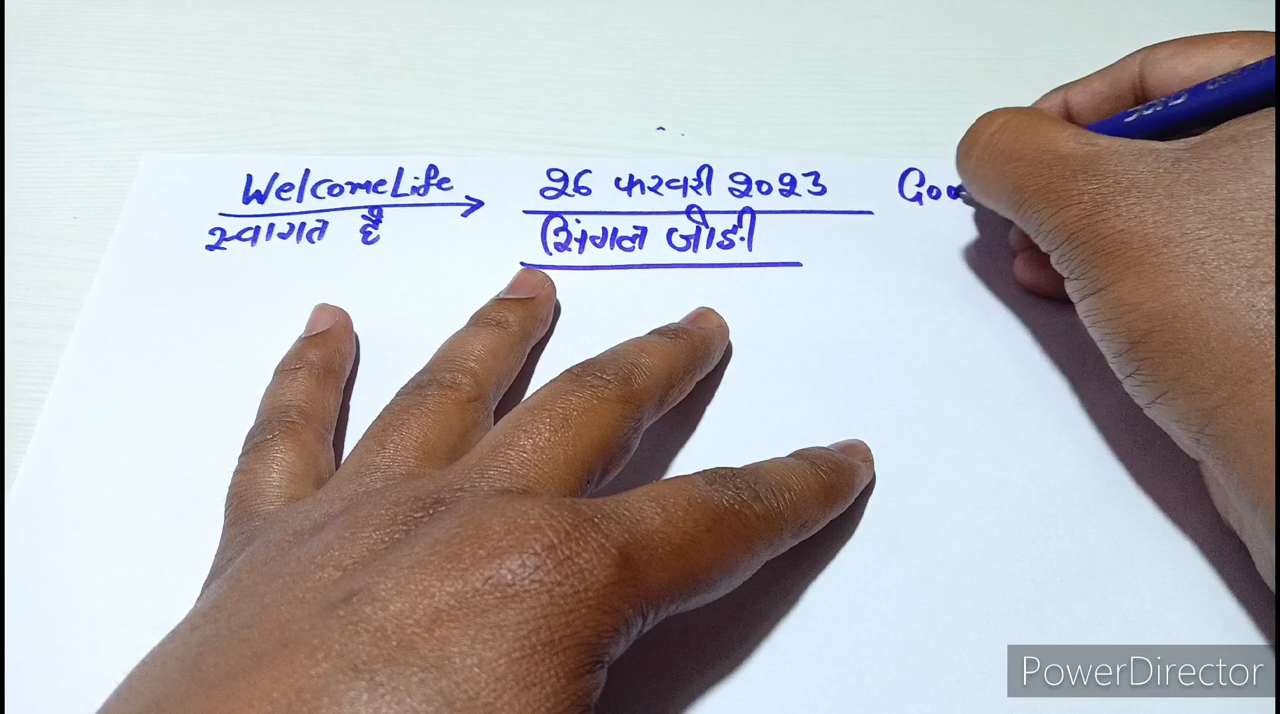 WelcomeLife
स्वागत है
26 फरवरी 2023
सिंगल जोड़ी
PowerDirector